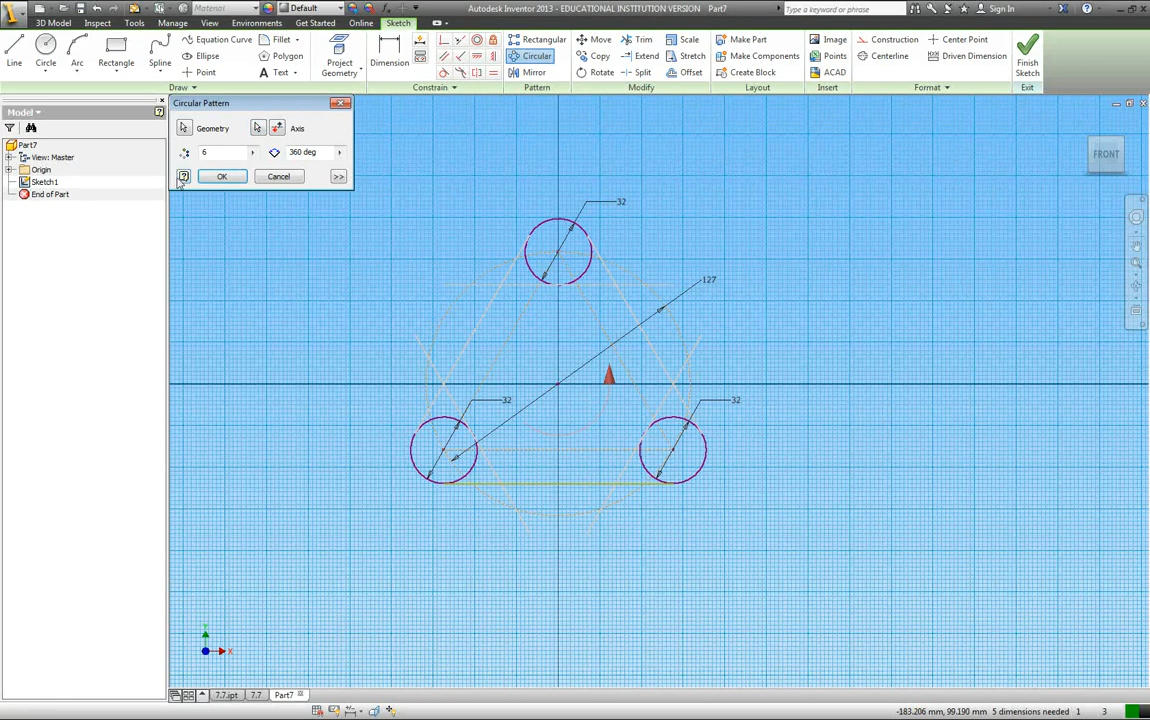 Material Default Autodesk Inventor 2013 - EDUCATIONAL INSTITUTION VERSION Part7 Type a keyword or phrase Sign In
3D Model Inspect Tools Manage View Environments Get Started Online Sketch
Line Circle Arc Rectangle Spline Equation Curve Fillet Project Geometry Dimension Rectangular Move Trim Scale Make Part Image Construction Center Point Finish Sketch
Ellipse Polygon Circular Copy Extend Stretch Make Components Points Centerline Driven Dimension
Point Text Mirror Rotate Split Offset Create Block ACAD
Draw Constrain Pattern Modify Layout Insert Format Exit
Model
Circular Pattern
Geometry Axis
6 360 deg
OK Cancel >>
Part7
View: Master
Origin
Sketch1
End of Part
FRONT
32
127
32
32
Y
X
7.7.ipt 7.7 Part7
-183.206 mm, 99.190 mm 5 dimensions needed 1 3